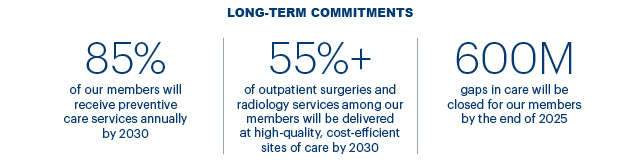 LONG-TERM COMMITMENTS
85%
of our members will
receive preventive
care services annually
by 2030
55%+
of outpatient surgeries and
radiology services among our
members will be delivered
at high-quality, cost-efficient
sites of care by 2030
600M
gaps in care will be
closed for our members
by the end of 2025